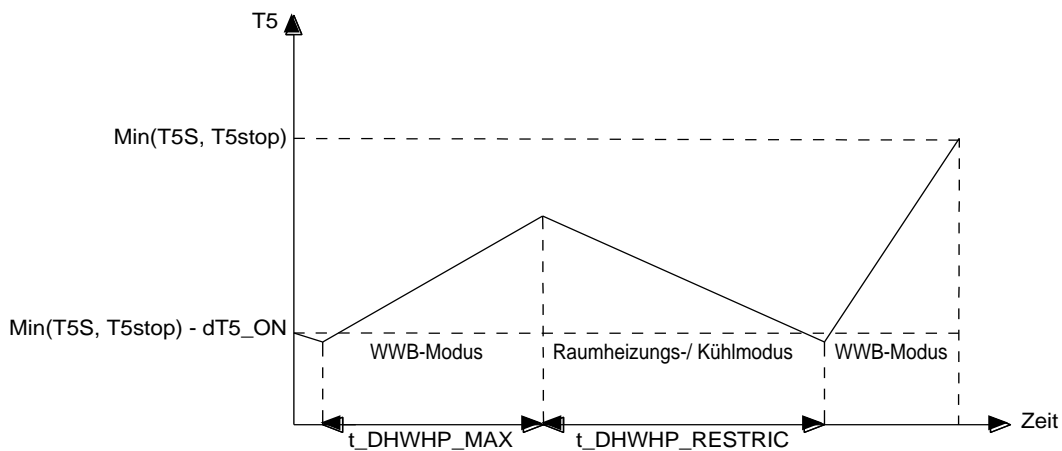 T5
Min(T5S, T5stop)
Min(T5S, T5stop) - dT5_ON
WWB-Modus
Raumheizungs-/ Kühlmodus
WWB-Modus
Zeit
t_DHWHP_MAX
t_DHWHP_RESTRIC